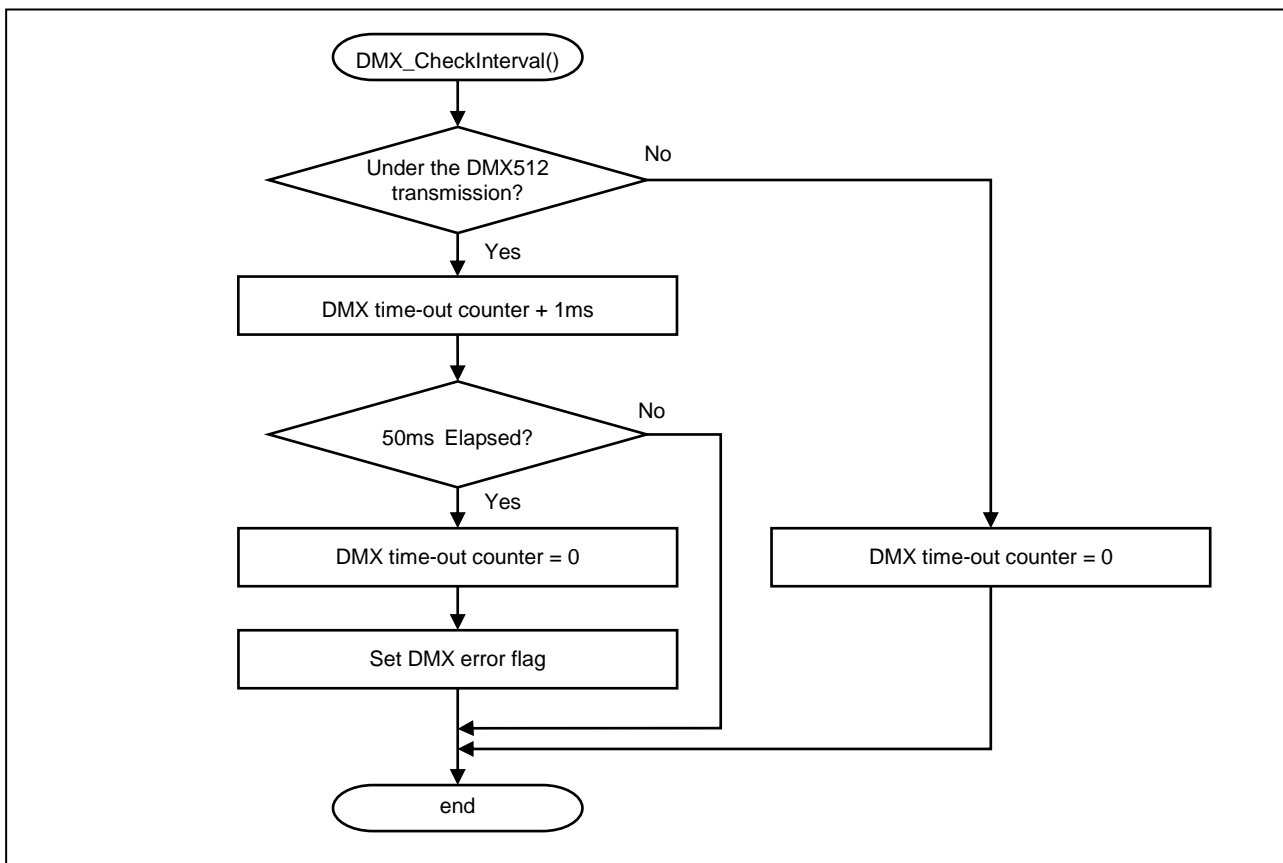 DMX_CheckInterval()
Under the DMX512
transmission?
No
Yes
DMX time-out counter + 1ms
50ms Elapsed?
No
Yes
DMX time-out counter = 0
DMX time-out counter = 0
Set DMX error flag
end